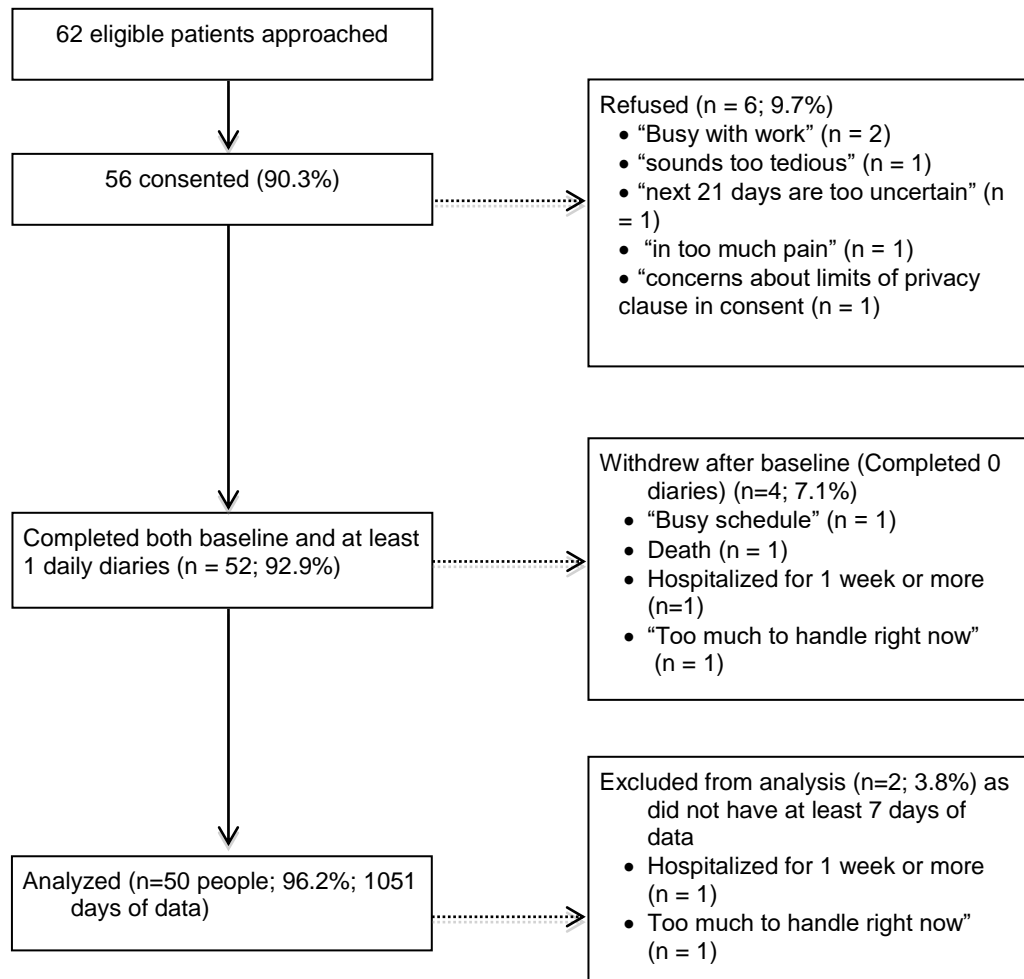 62 eligible patients approached
56 consented (90.3%)
Refused (n = 6; 9.7%)
• “Busy with work” (n = 2)
• “sounds too tedious” (n = 1)
• “next 21 days are too uncertain” (n
= 1)
• “in too much pain” (n = 1)
• “concerns about limits of privacy
clause in consent (n = 1)
Completed both baseline and at least
1 daily diaries (n = 52; 92.9%)
Withdrew after baseline (Completed 0
diaries) (n=4; 7.1%)
• “Busy schedule” (n = 1)
• Death (n = 1)
• Hospitalized for 1 week or more
(n=1)
• “Too much to handle right now”
(n = 1)
Analyzed (n=50 people; 96.2%; 1051
days of data)
Excluded from analysis (n=2; 3.8%) as
did not have at least 7 days of
data
• Hospitalized for 1 week or more
(n = 1)
• Too much to handle right now”
(n = 1)